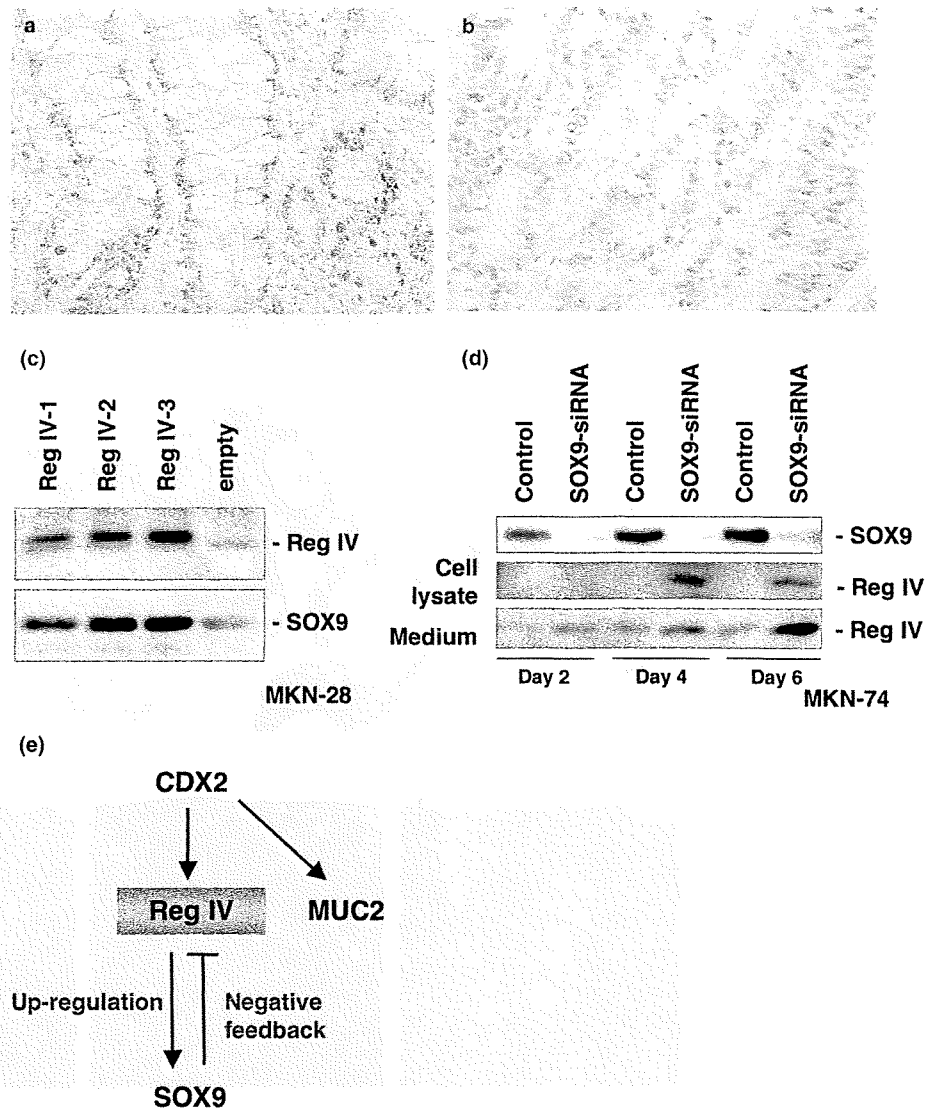 a
b
(c)
Reg IV-1
Reg IV-2
Reg IV-3
empty
- Reg IV
- SOX9
MKN-28
(d)
Control
SOX9-siRNA
Control
SOX9-siRNA
Control
SOX9-siRNA
- SOX9
Cell
lysate
- Reg IV
Medium
- Reg IV
Day 2
Day 4
Day 6
MKN-74
(e)
CDX2
Reg IV
MUC2
Up-regulation
Negative
feedback
SOX9